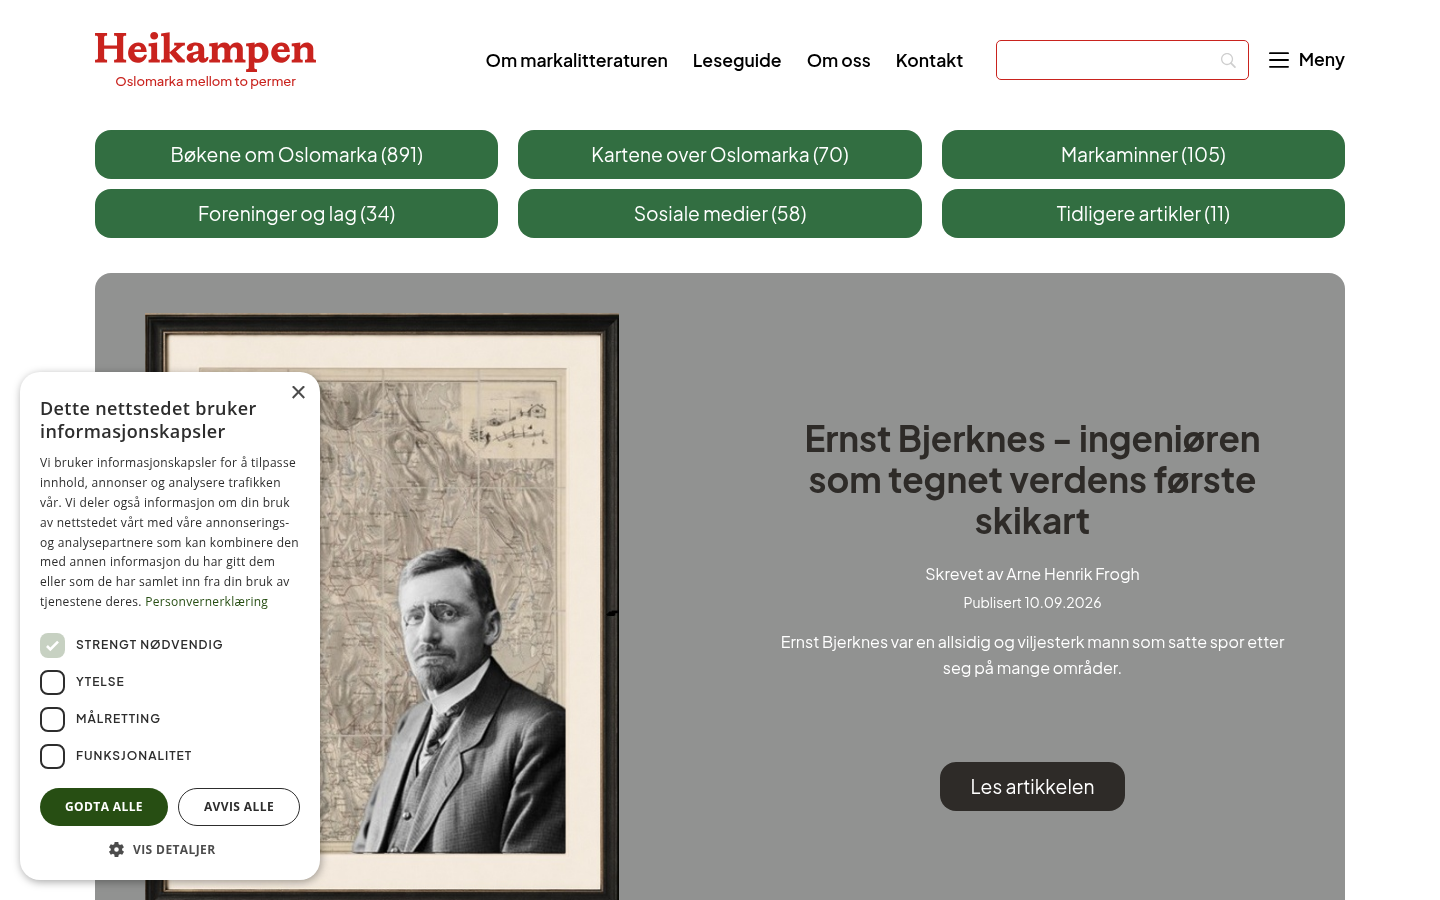 Heikampen
Oslomarka mellom to permer
Om markalitteraturen
Leseguide
Om oss
Kontakt
Meny
Bøkene om Oslomarka (891)
Kartene over Oslomarka (70)
Markaminner (105)
Foreninger og lag (34)
Sosiale medier (58)
Tidligere artikler (11)
Ernst Bjerknes – ingeniøren
som tegnet verdens første
skikart
Skrevet av Arne Henrik Frogh
Publisert 10.09.2026
Ernst Bjerknes var en allsidig og viljesterk mann som satte spor etter
seg på mange områder.
Les artikkelen
Dette nettstedet bruker
informasjonskapsler
Vi bruker informasjonskapsler for å tilpasse
innhold, annonser og analysere trafikken
vår. Vi deler også informasjon om din bruk
av nettstedet vårt med våre annonserings-
og analysepartnere som kan kombinere den
med annen informasjon du har gitt dem
eller som de har samlet inn fra din bruk av
tjenestene deres. Personvernerklæring
STRENGT NØDVENDIG
YTELSE
MÅLRETTING
FUNKSJONALITET
GODTA ALLE
AVVIS ALLE
VIS DETALJER